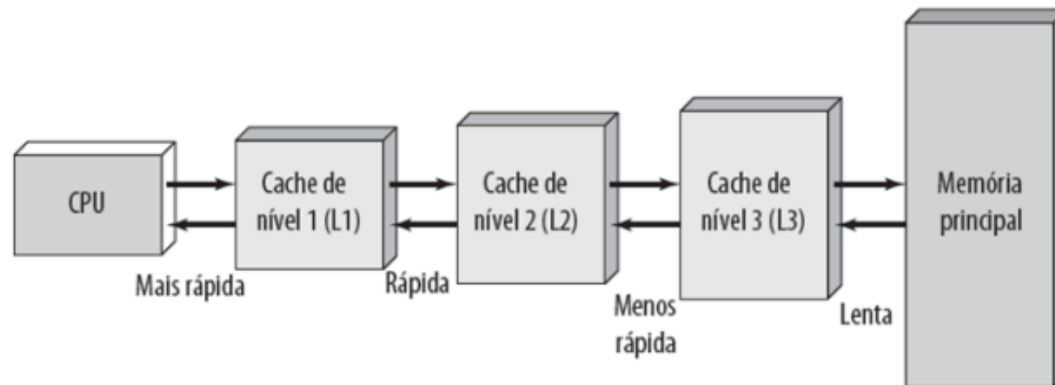 CPU
Cache de
nível 1 (L1)
Cache de
nível 2 (L2)
Cache de
nível 3 (L3)
Memória
principal
Mais rápida
Rápida
Menos
rápida
Lenta